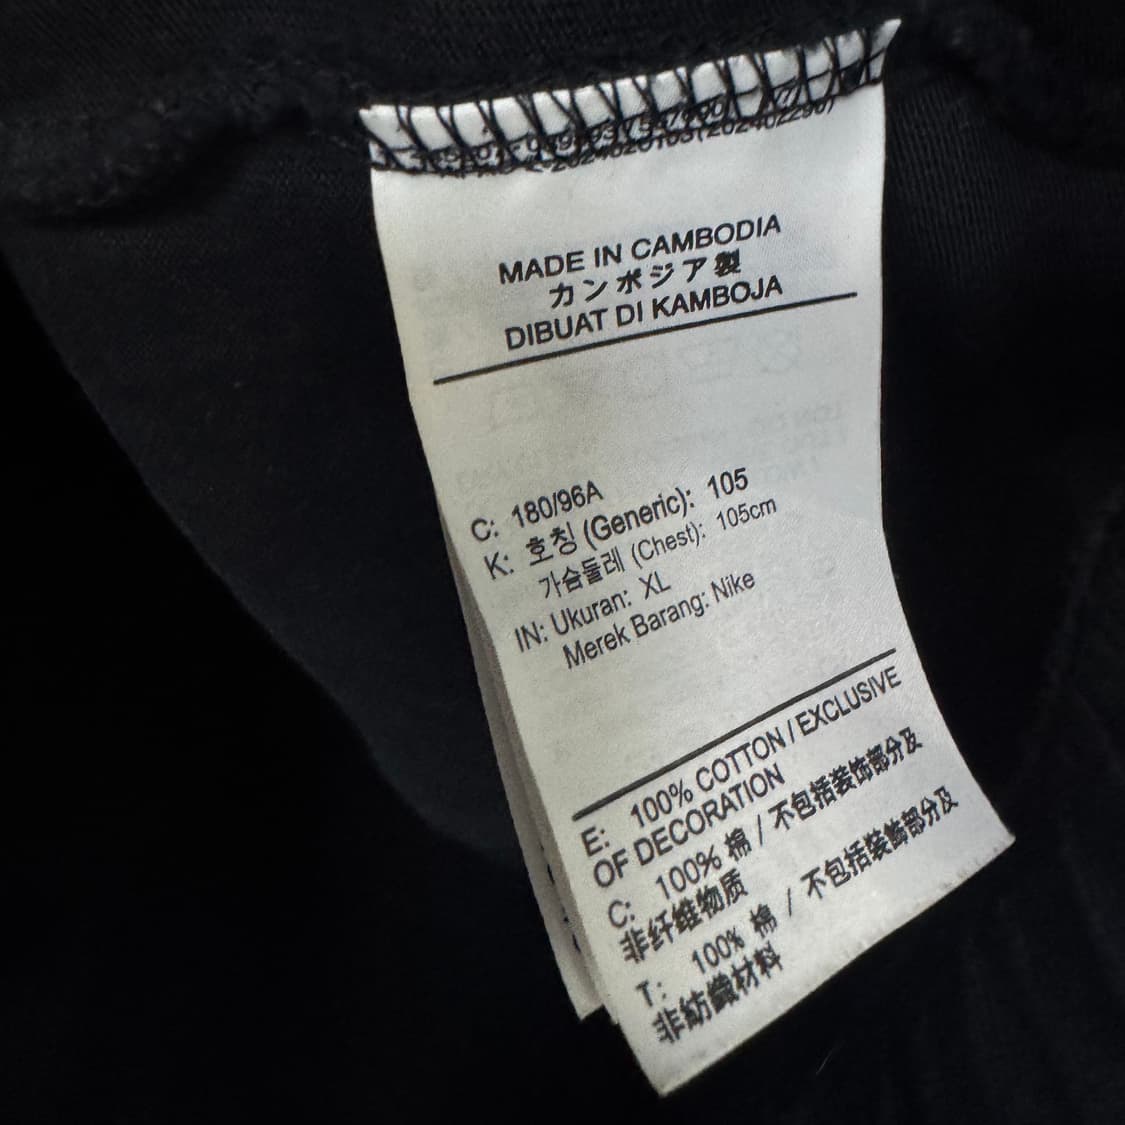 MADE IN CAMBODIA
カンボジア製
DIBUAT DI KAMBOJA
C: 180/96A
K: 호칭 (Generic): 105
가슴둘레 (Chest): 105cm
IN: Ukuran: XL
Merek Barang: Nike
E: 100% COTTON / EXCLUSIVE
OF DECORATION
C: 100% 棉 / 不包括装饰部分及
非纤维物质
T: 100% 棉 / 不包括裝飾部分及
非紡織材料